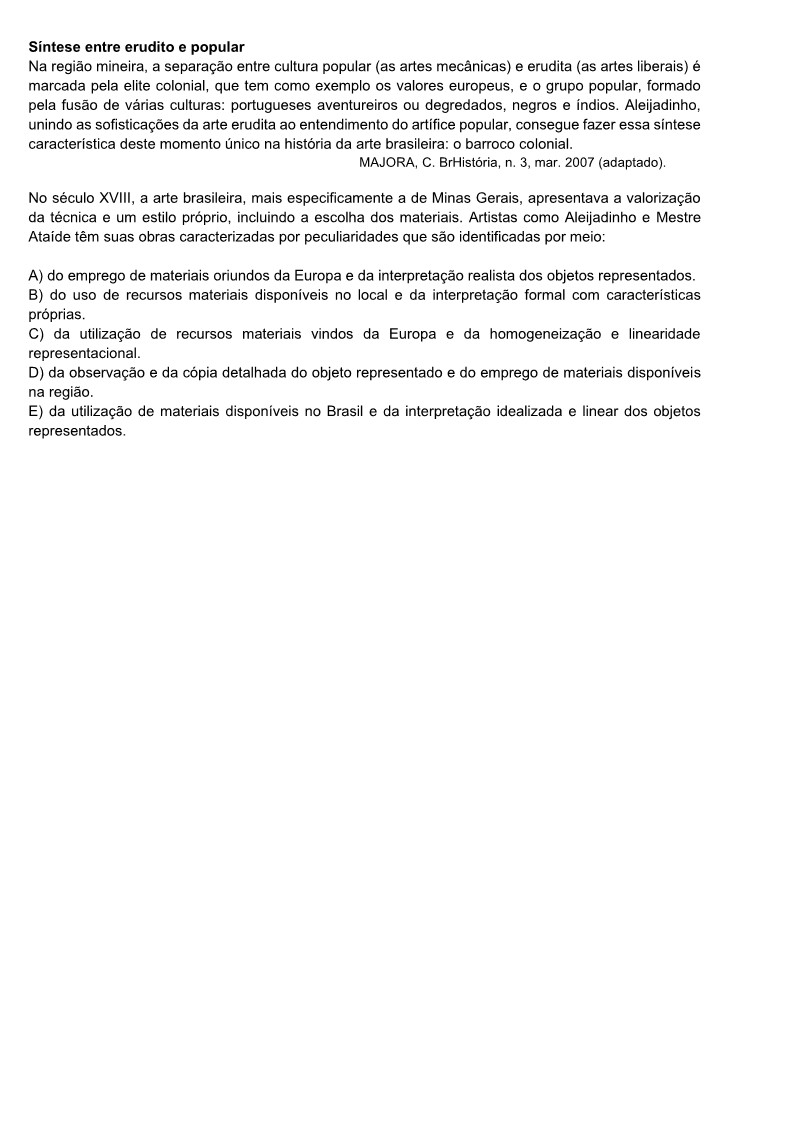 Síntese entre erudito e popular
Na região mineira, a separação entre cultura popular (as artes mecânicas) e erudita (as artes liberais) é
marcada pela elite colonial, que tem como exemplo os valores europeus, e o grupo popular, formado
pela fusão de várias culturas: portugueses aventureiros ou degredados, negros e índios. Aleijadinho,
unindo as sofisticações da arte erudita ao entendimento do artífice popular, consegue fazer essa síntese
característica deste momento único na história da arte brasileira: o barroco colonial.
MAJORA, C. BrHistória, n. 3, mar. 2007 (adaptado).
No século XVIII, a arte brasileira, mais especificamente a de Minas Gerais, apresentava a valorização
da técnica e um estilo próprio, incluindo a escolha dos materiais. Artistas como Aleijadinho e Mestre
Ataíde têm suas obras caracterizadas por peculiaridades que são identificadas por meio:
A) do emprego de materiais oriundos da Europa e da interpretação realista dos objetos representados.
B) do uso de recursos materiais disponíveis no local e da interpretação formal com características
próprias.
C) da utilização de recursos materiais vindos da Europa e da homogeneização e linearidade
representacional.
D) da observação e da cópia detalhada do objeto representado e do emprego de materiais disponíveis
na região.
E) da utilização de materiais disponíveis no Brasil e da interpretação idealizada e linear dos objetos
representados.